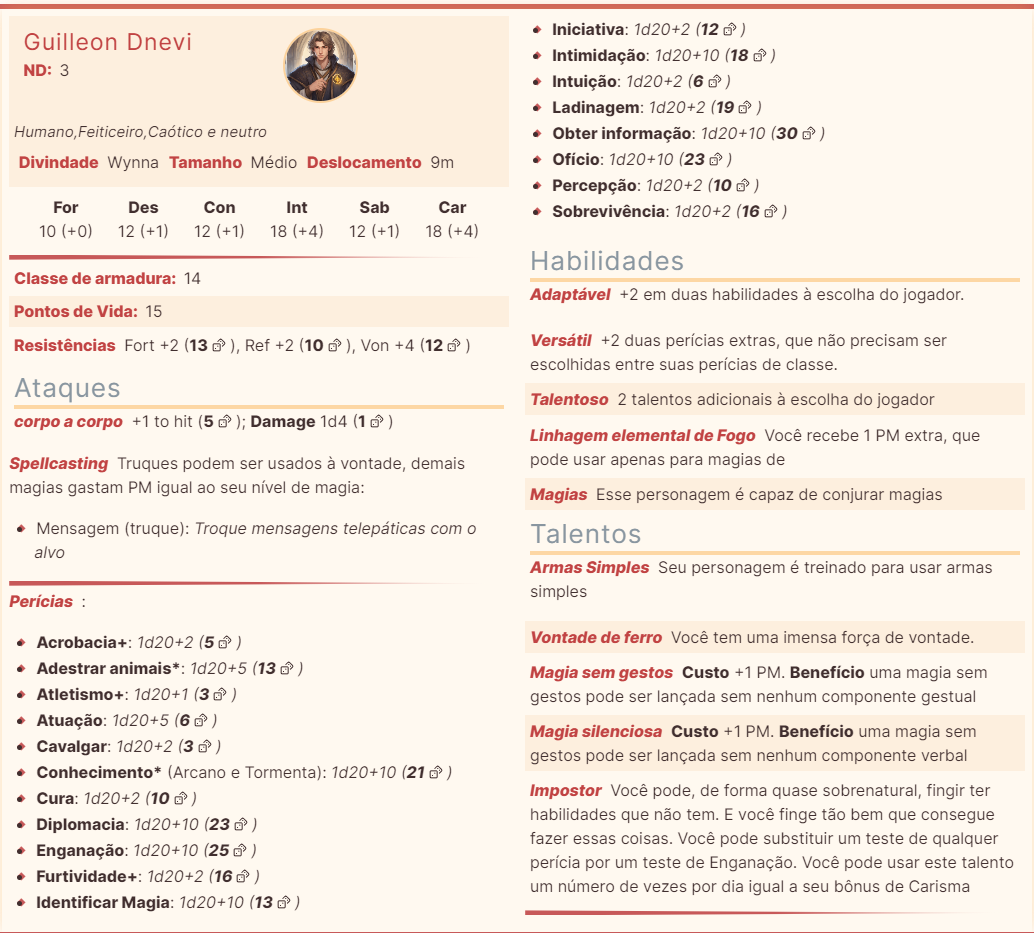 Guilleon Dnevi
ND: 3
Humano,Feiticeiro,Caótico e neutro
Divindade Wynna Tamanho Médio Deslocamento 9m
For Des Con Int Sab Car
10 (+0) 12 (+1) 12 (+1) 18 (+4) 12 (+1) 18 (+4)
Classe de armadura: 14
Pontos de Vida: 15
Resistências Fort +2 (13 ), Ref +2 (10 ), Von +4 (12 )
Ataques
corpo a corpo +1 to hit (5 ); Damage 1d4 (1 )
Spellcasting Truques podem ser usados à vontade, demais
magias gastam PM igual ao seu nível de magia:
Mensagem (truque): Troque mensagens telepáticas com o
alvo
Perícias :
Acrobacia+: 1d20+2 (5 )
Adestrar animais*: 1d20+5 (13 )
Atletismo+: 1d20+1 (3 )
Atuação: 1d20+5 (6 )
Cavalgar: 1d20+2 (3 )
Conhecimento* (Arcano e Tormenta): 1d20+10 (21 )
Cura: 1d20+2 (10 )
Diplomacia: 1d20+10 (23 )
Enganação: 1d20+10 (25 )
Furtividade+: 1d20+2 (16 )
Identificar Magia: 1d20+10 (13 )
Iniciativa: 1d20+2 (12 )
Intimidação: 1d20+10 (18 )
Intuição: 1d20+2 (6 )
Ladinagem: 1d20+2 (19 )
Obter informação: 1d20+10 (30 )
Ofício: 1d20+10 (23 )
Percepção: 1d20+2 (10 )
Sobrevivência: 1d20+2 (16 )
Habilidades
Adaptável +2 em duas habilidades à escolha do jogador.
Versátil +2 duas perícias extras, que não precisam ser
escolhidas entre suas perícias de classe.
Talentoso 2 talentos adicionais à escolha do jogador
Linhagem elemental de Fogo Você recebe 1 PM extra, que
pode usar apenas para magias de
Magias Esse personagem é capaz de conjurar magias
Talentos
Armas Simples Seu personagem é treinado para usar armas
simples
Vontade de ferro Você tem uma imensa força de vontade.
Magia sem gestos Custo +1 PM. Benefício uma magia sem
gestos pode ser lançada sem nenhum componente gestual
Magia silenciosa Custo +1 PM. Benefício uma magia sem
gestos pode ser lançada sem nenhum componente verbal
Impostor Você pode, de forma quase sobrenatural, fingir ter
habilidades que não tem. E você finge tão bem que consegue
fazer essas coisas. Você pode substituir um teste de qualquer
perícia por um teste de Enganação. Você pode usar este talento
um número de vezes por dia igual a seu bônus de Carisma